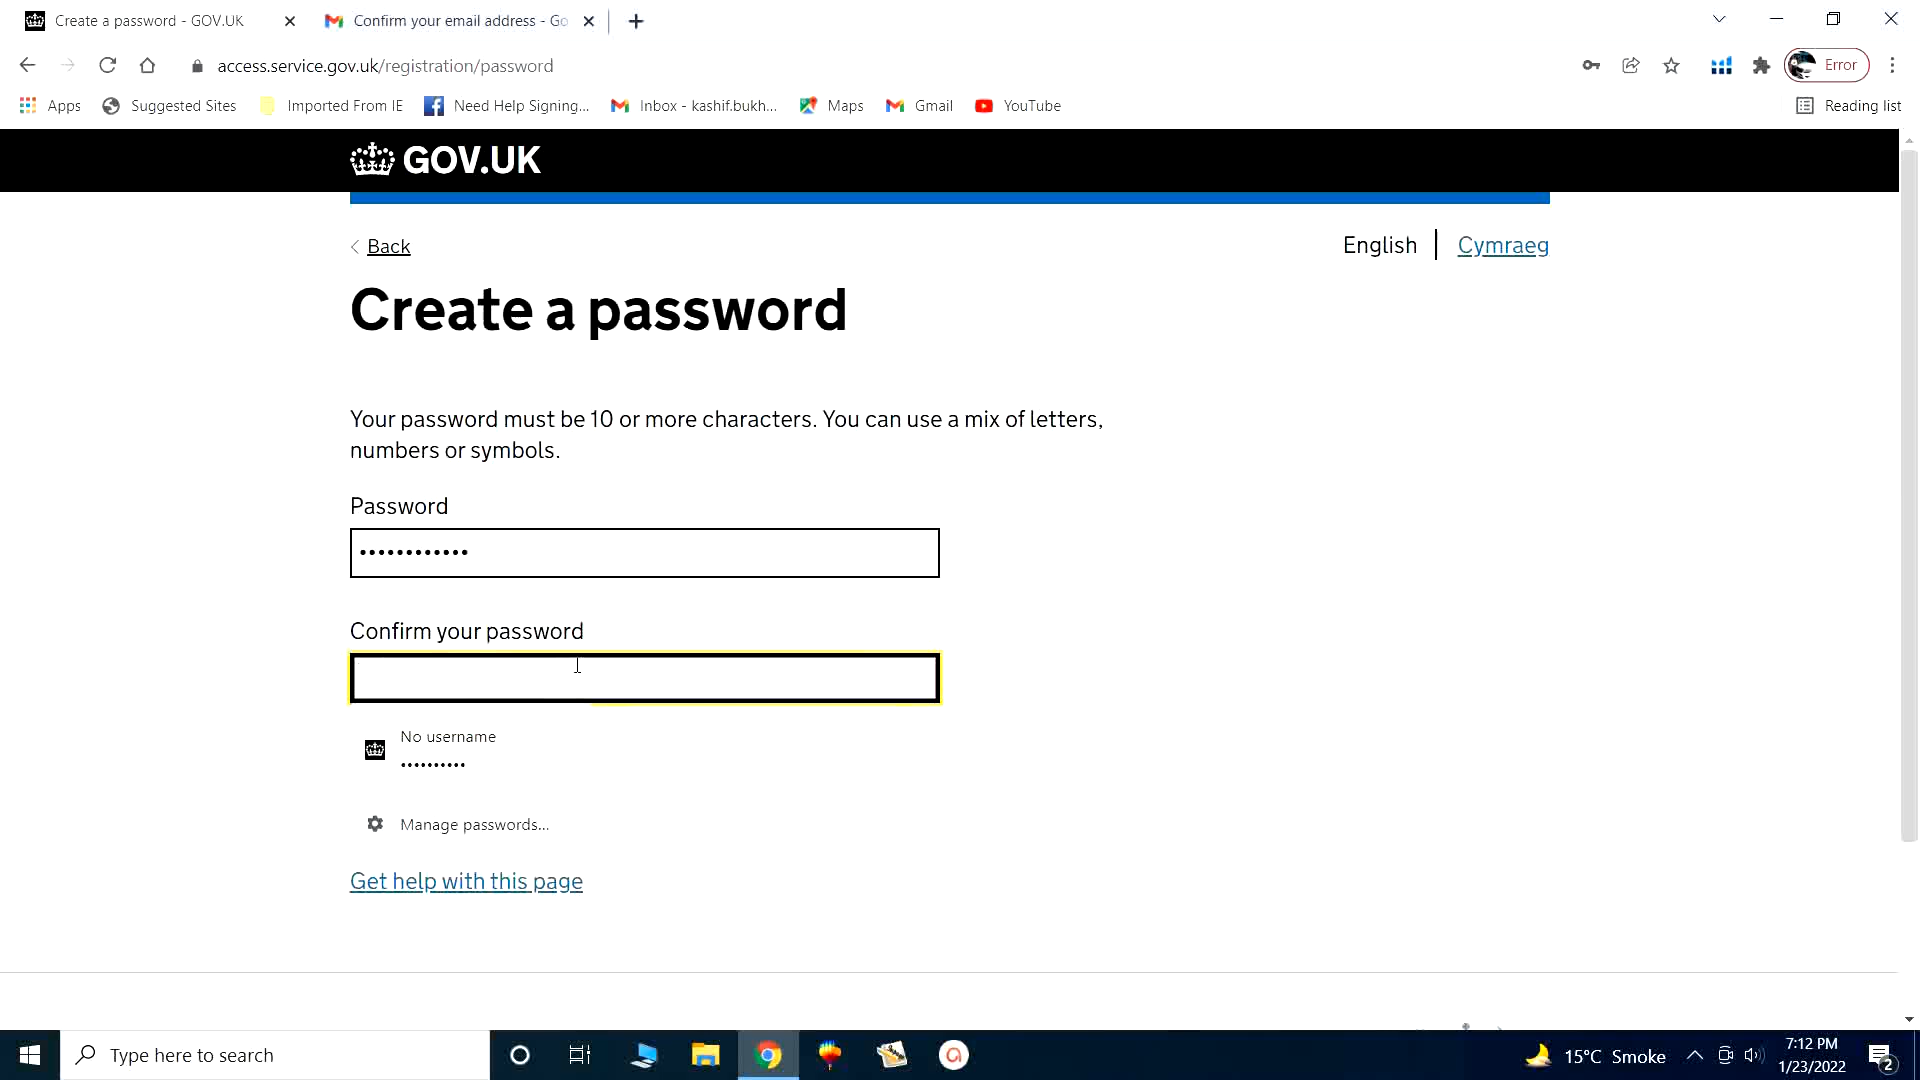 Create a password - GOV.UK
Confirm your email address - Go
access.service.gov.uk/registration/password
Error
Apps
Suggested Sites
Imported From IE
Need Help Signing...
Inbox - kashif.bukh...
Maps
Gmail
YouTube
Reading list
GOV.UK
Back
English
Cymraeg
Create a password
Your password must be 10 or more characters. You can use a mix of letters,
numbers or symbols.
Password
••••••••••••
Confirm your password
No username
••••••••••
Manage passwords...
Get help with this page
Type here to search
15°C Smoke
7:12 PM
1/23/2022
2